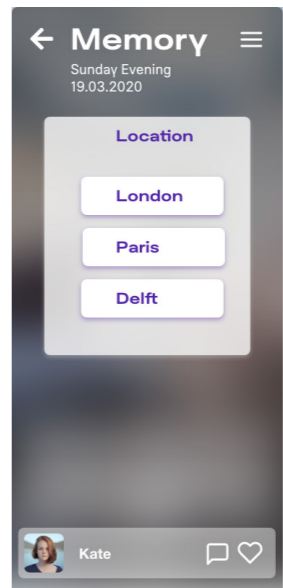 Memory
Sunday Evening
19.03.2020
Location
London
Paris
Delft
Kate